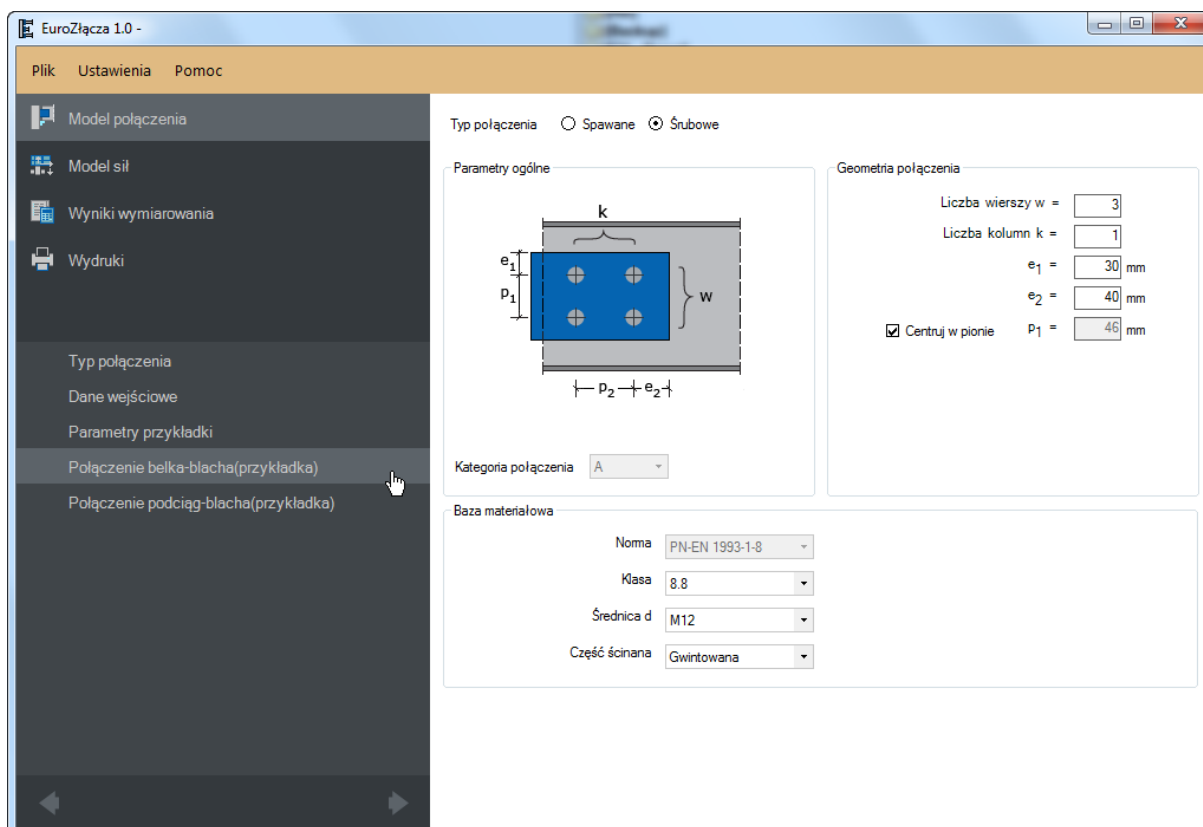 EuroZłącza 1.0 -
Plik Ustawienia Pomoc
Model połączenia
Model sił
Wyniki wymiarowania
Wydruki
Typ połączenia
Dane wejściowe
Parametry przykładki
Połączenie belka-blacha(przykładka)
Połączenie podciąg-blacha(przykładka)
Typ połączenia Spawane Śrubowe
Parametry ogólne
k
e1
p1
w
p2 e2
Kategoria połączenia A
Geometria połączenia
Liczba wierszy w = 3
Liczba kolumn k = 1
e1 = 30 mm
e2 = 40 mm
Centruj w pionie p1 = 46 mm
Baza materiałowa
Norma PN-EN 1993-1-8
Klasa 8.8
Średnica d M12
Część ścinana Gwintowana